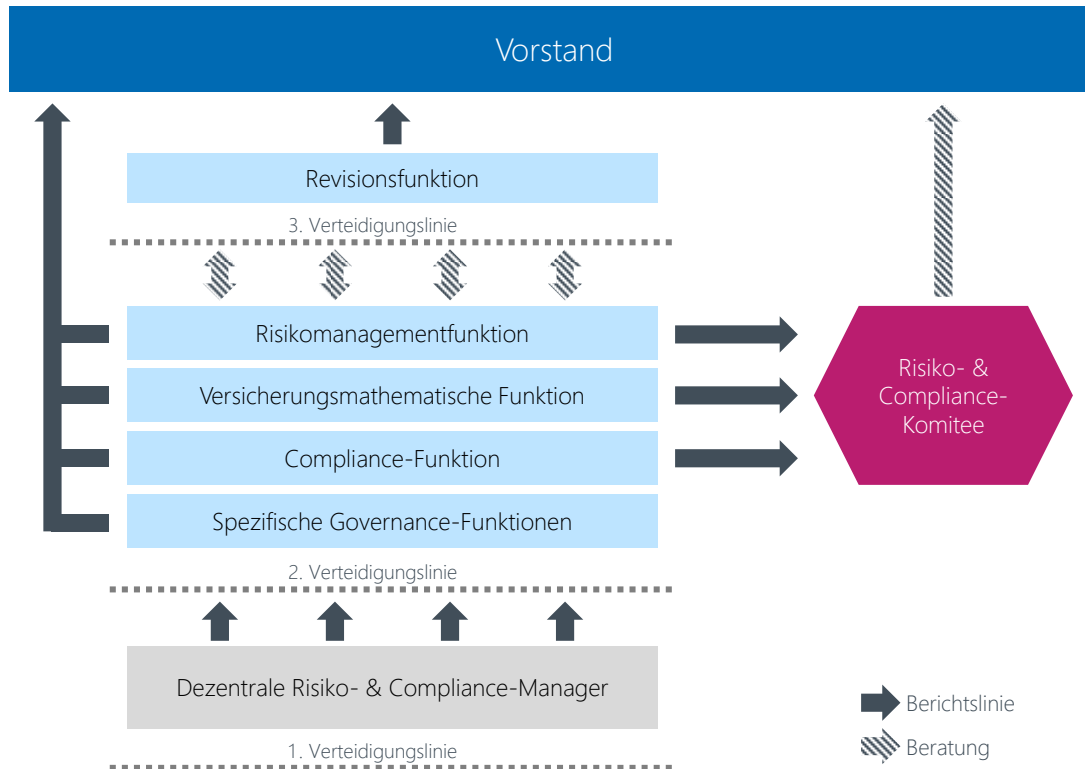 Vorstand
Revisionsfunktion
3. Verteidigungslinie
Risikomanagementfunktion
Versicherungsmathematische Funktion
Compliance-Funktion
Spezifische Governance-Funktionen
2. Verteidigungslinie
Risiko- &
Compliance-
Komitee
Dezentrale Risiko- & Compliance-Manager
1. Verteidigungslinie
Berichtslinie
Beratung